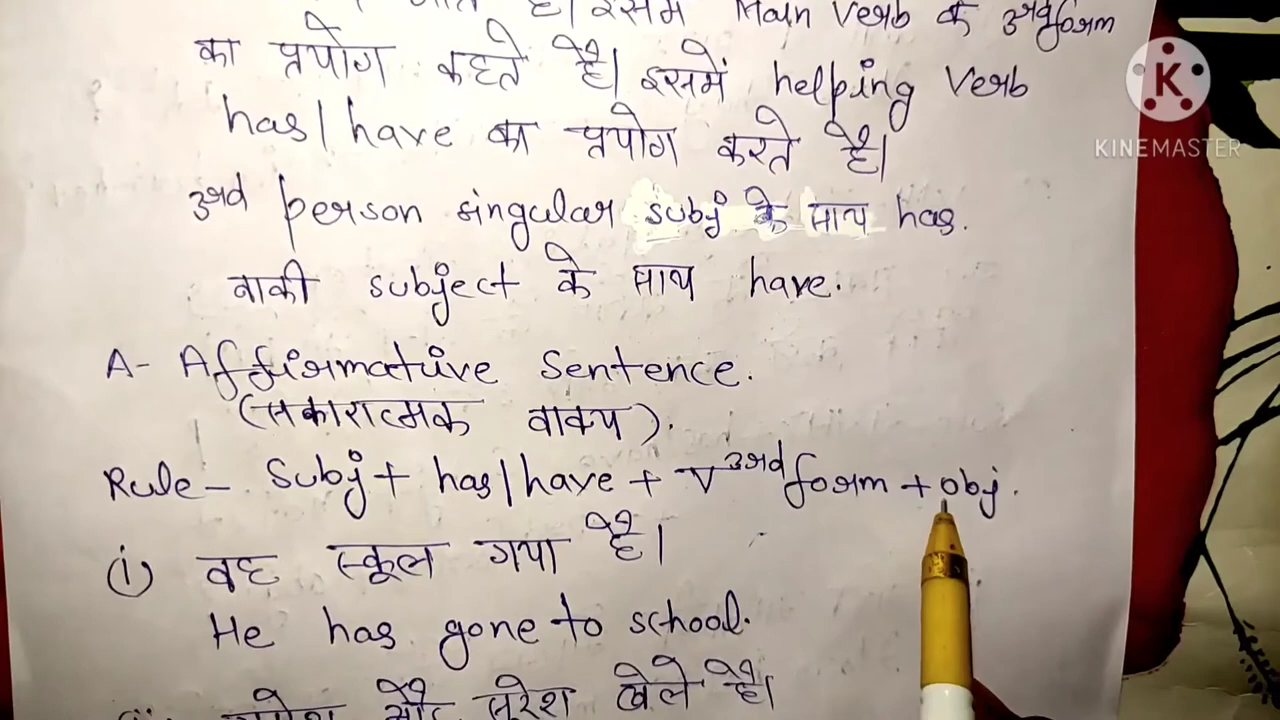 है। इसमें Main Verb के 3rd form
का प्रयोग कहते है। इसमें helping Verb
has/have का प्रयोग करते है।
3rd person singular subj के साथ has.
बाकी subject के साथ have.
A- Affirmative Sentence.
(सकारात्मक वाक्य).
Rule- Subj + has/have + V 3rd form + obj.
(i) वह स्कूल गया है।
He has gone to school.
और सुरेश खेले है।
K
KINEMASTER